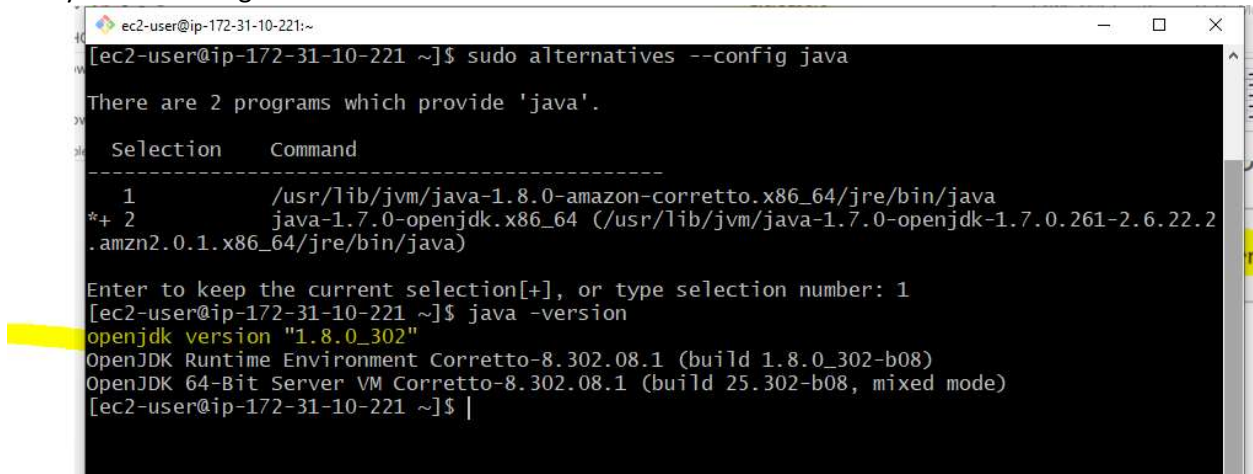 ec2-user@ip-172-31-10-221:~
[ec2-user@ip-172-31-10-221 ~]$ sudo alternatives --config java
There are 2 programs which provide 'java'.
Selection    Command
-----------------------------------------------
1           /usr/lib/jvm/java-1.8.0-amazon-corretto.x86_64/jre/bin/java
*+ 2           java-1.7.0-openjdk.x86_64 (/usr/lib/jvm/java-1.7.0-openjdk-1.7.0.261-2.6.22.2
.amzn2.0.1.x86_64/jre/bin/java)
Enter to keep the current selection[+], or type selection number: 1
[ec2-user@ip-172-31-10-221 ~]$ java -version
openjdk version "1.8.0_302"
OpenJDK Runtime Environment Corretto-8.302.08.1 (build 1.8.0_302-b08)
OpenJDK 64-Bit Server VM Corretto-8.302.08.1 (build 25.302-b08, mixed mode)
[ec2-user@ip-172-31-10-221 ~]$